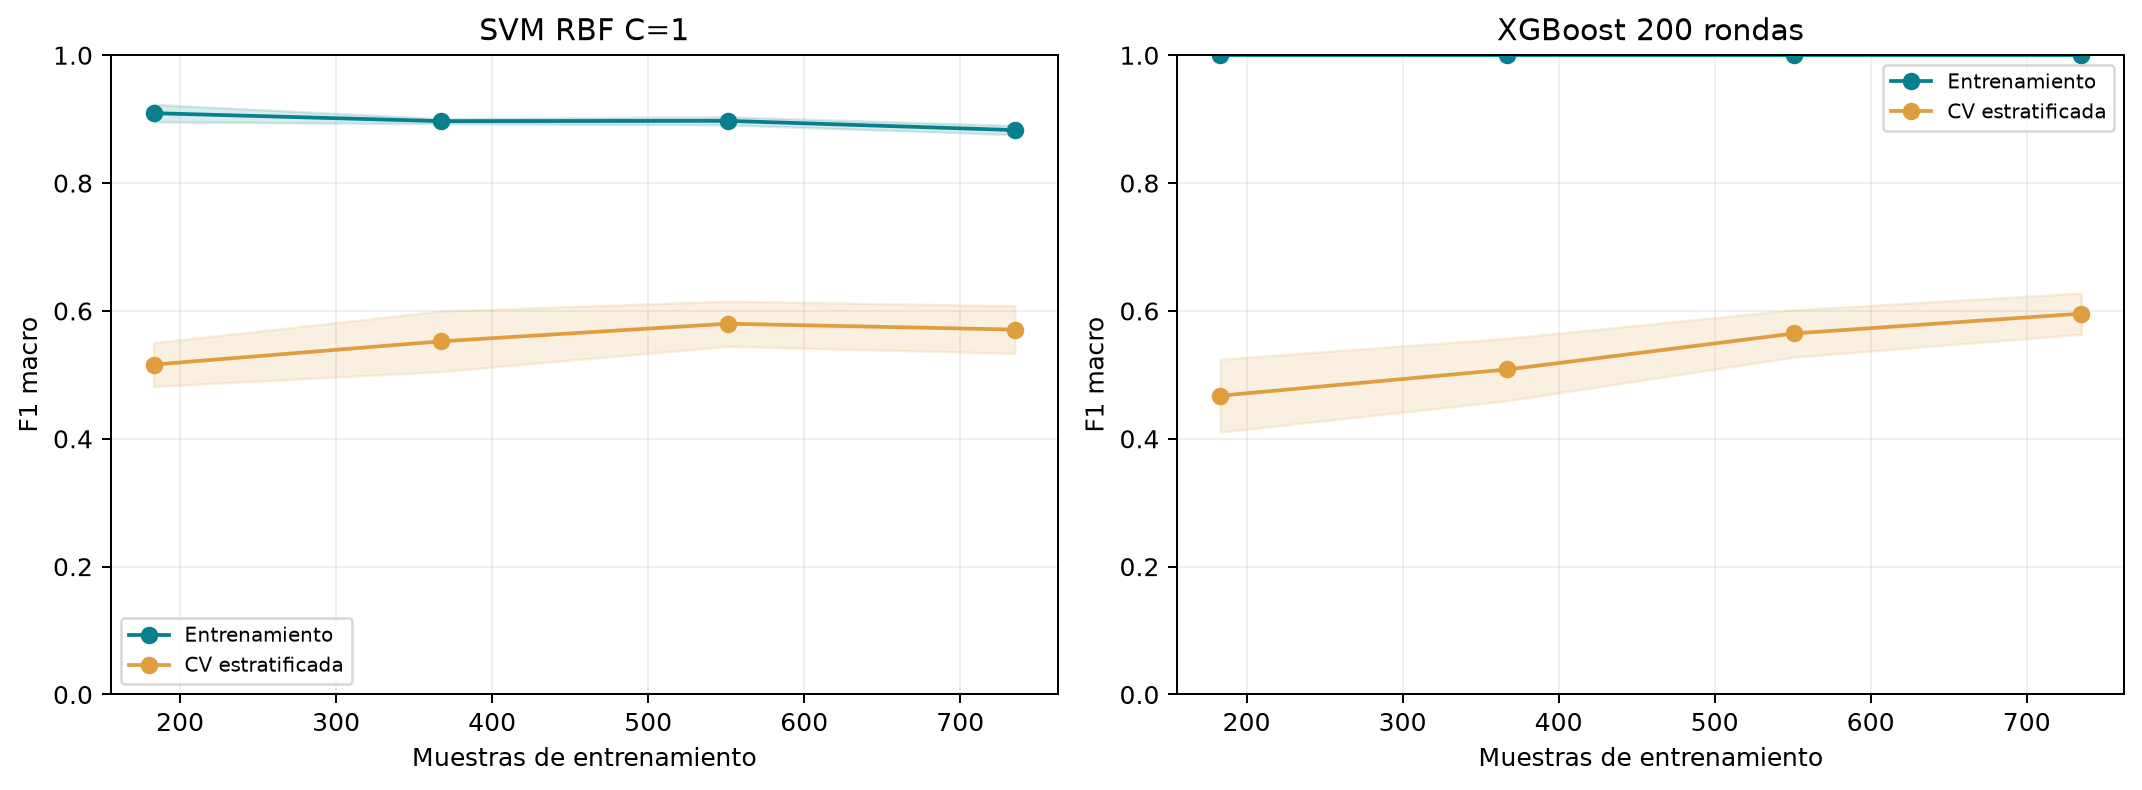 SVM RBF C=1
F1 macro
1.0
0.8
0.6
0.4
0.2
0.0
Entrenamiento
CV estratificada
200 300 400 500 600 700
Muestras de entrenamiento
XGBoost 200 rondas
F1 macro
1.0
0.8
0.6
0.4
0.2
0.0
Entrenamiento
CV estratificada
200 300 400 500 600 700
Muestras de entrenamiento